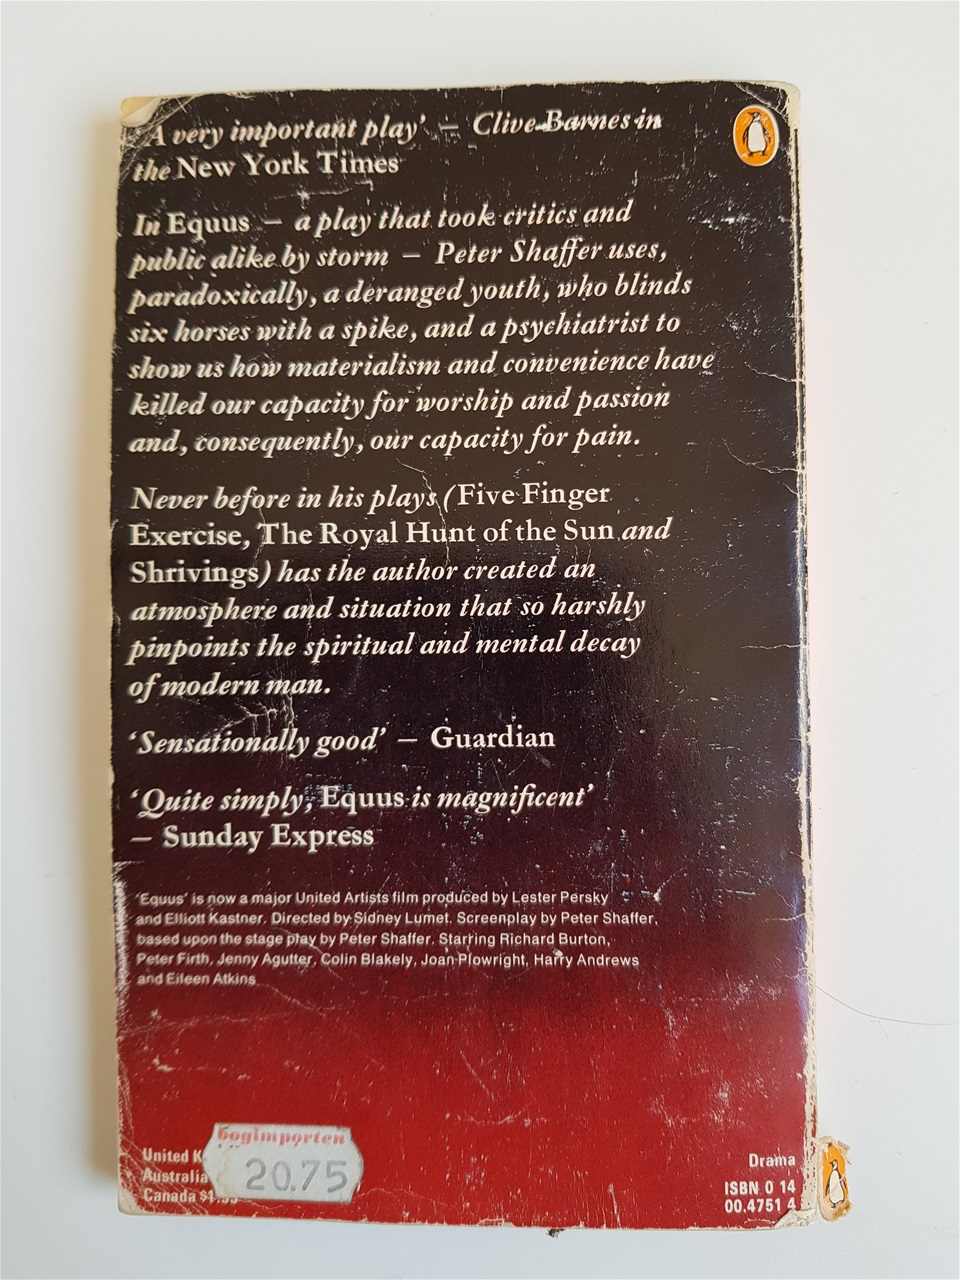 'A very important play' – Clive Barnes in
the New York Times
In Equus – a play that took critics and
public alike by storm – Peter Shaffer uses,
paradoxically, a deranged youth, who blinds
six horses with a spike, and a psychiatrist to
show us how materialism and convenience have
killed our capacity for worship and passion
and, consequently, our capacity for pain.
Never before in his plays (Five Finger
Exercise, The Royal Hunt of the Sun and
Shrivings) has the author created an
atmosphere and situation that so harshly
pinpoints the spiritual and mental decay
of modern man.
'Sensationally good' – Guardian
'Quite simply, Equus is magnificent'
– Sunday Express
'Equus' is now a major United Artists film produced by Lester Persky
and Elliott Kastner. Directed by Sidney Lumet. Screenplay by Peter Shaffer,
based upon the stage play by Peter Shaffer. Starring Richard Burton,
Peter Firth, Jenny Agutter, Colin Blakely, Joan Plowright, Harry Andrews
and Eileen Atkins
bogimporten
20.75
United K
Australia
Canada
Drama
ISBN 0 14
00.4751 4